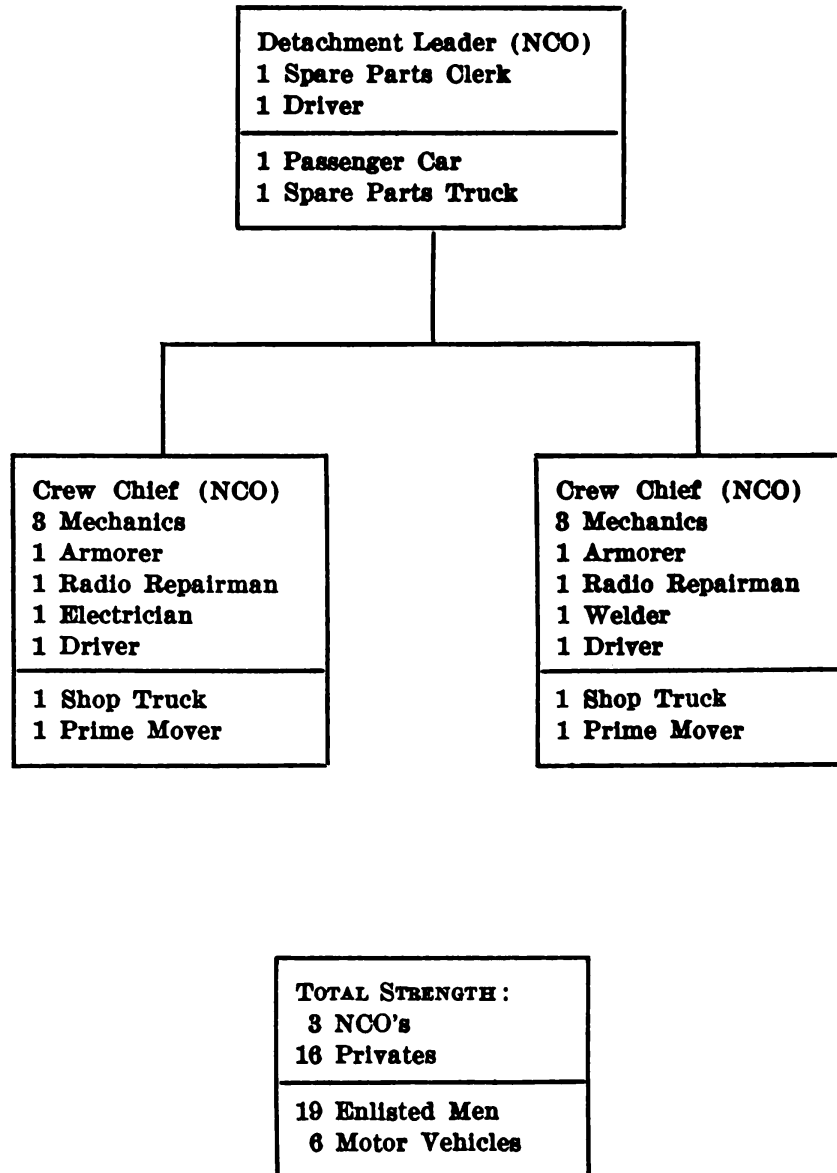 Detachment Leader (NCO)
1 Spare Parts Clerk
1 Driver
1 Passenger Car
1 Spare Parts Truck
Crew Chief (NCO)
3 Mechanics
1 Armorer
1 Radio Repairman
1 Electrician
1 Driver
1 Shop Truck
1 Prime Mover
Crew Chief (NCO)
3 Mechanics
1 Armorer
1 Radio Repairman
1 Welder
1 Driver
1 Shop Truck
1 Prime Mover
TOTAL STRENGTH:
3 NCO's
16 Privates
19 Enlisted Men
6 Motor Vehicles